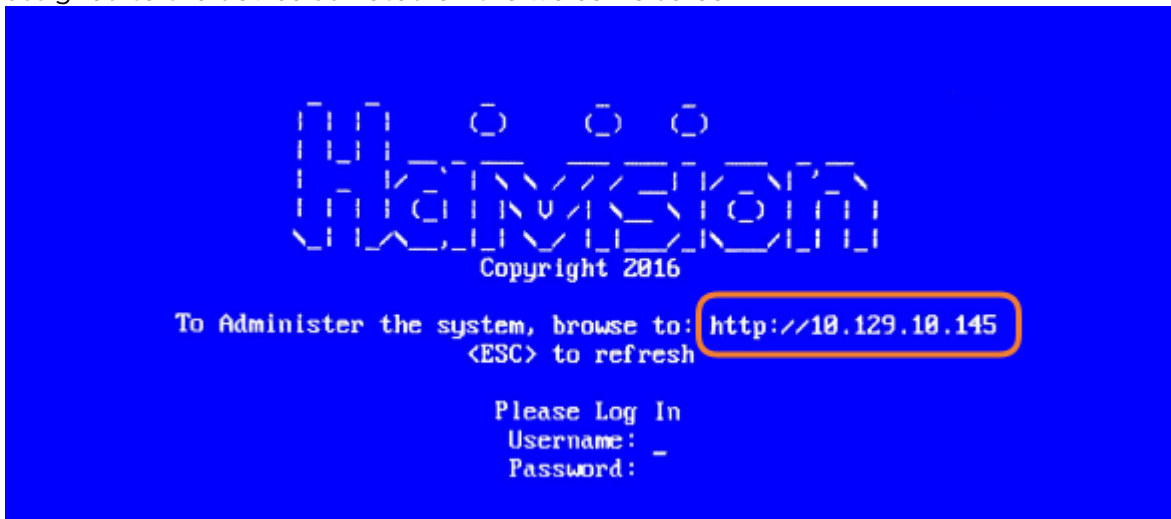 Haivision
Copyright 2016
To Administer the system, browse to: http://10.129.10.145
<ESC> to refresh
Please Log In
Username: _
Password: